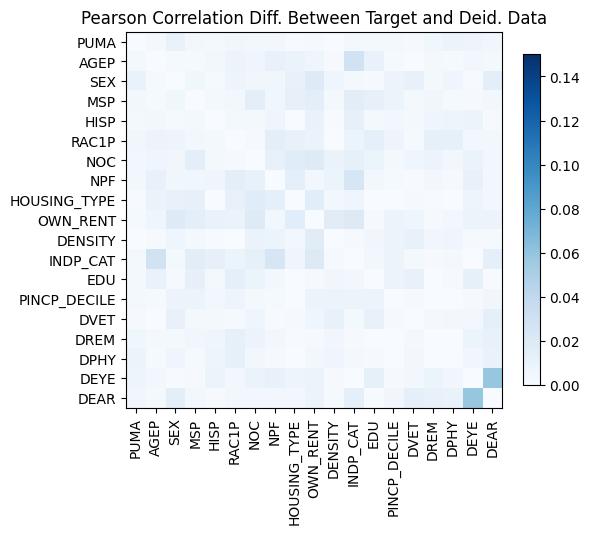 Pearson Correlation Diff. Between Target and Deid. Data
PUMA
AGEP
SEX
MSP
HISP
RAC1P
NOC
NPF
HOUSING_TYPE
OWN_RENT
DENSITY
INDP_CAT
EDU
PINCP_DECILE
DVET
DREM
DPHY
DEYE
DEAR
PUMA
AGEP
SEX
MSP
HISP
RAC1P
NOC
NPF
HOUSING_TYPE
OWN_RENT
DENSITY
INDP_CAT
EDU
PINCP_DECILE
DVET
DREM
DPHY
DEYE
DEAR
0.14
0.12
0.10
0.08
0.06
0.04
0.02
0.00